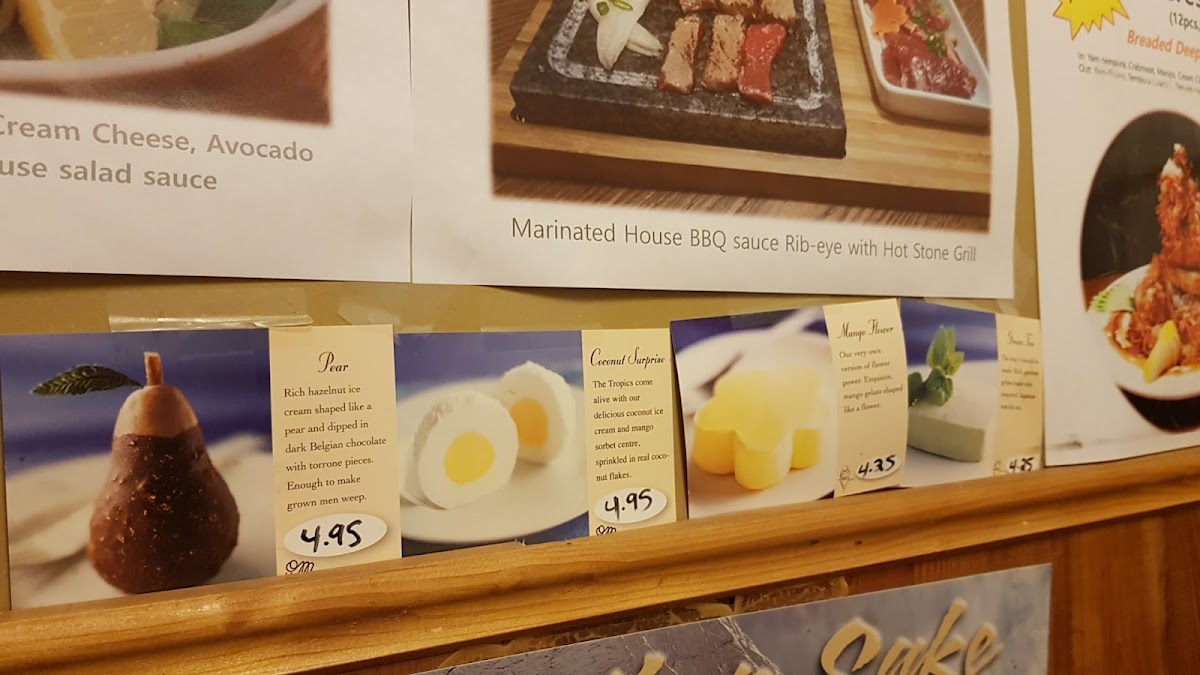 Cream Cheese, Avocado
use salad sauce
Marinated House BBQ sauce Rib-eye with Hot Stone Grill
(12pcs,
Breaded Deep
Pear
Rich hazelnut ice
cream shaped like a
pear and dipped in
dark Belgian chocolate
with torrone pieces.
Enough to make
grown men weep.
4.95
Coconut Surprise
The Tropics come
alive with our
delicious coconut ice
cream and mango
sorbet centre,
sprinkled in real coco-
nut flakes.
4.95
Mango Flower
Our very own
version of flower
power. Exquisite,
mango gelato shaped
like a flower.
4.25
Green Tea
4.25
Sake